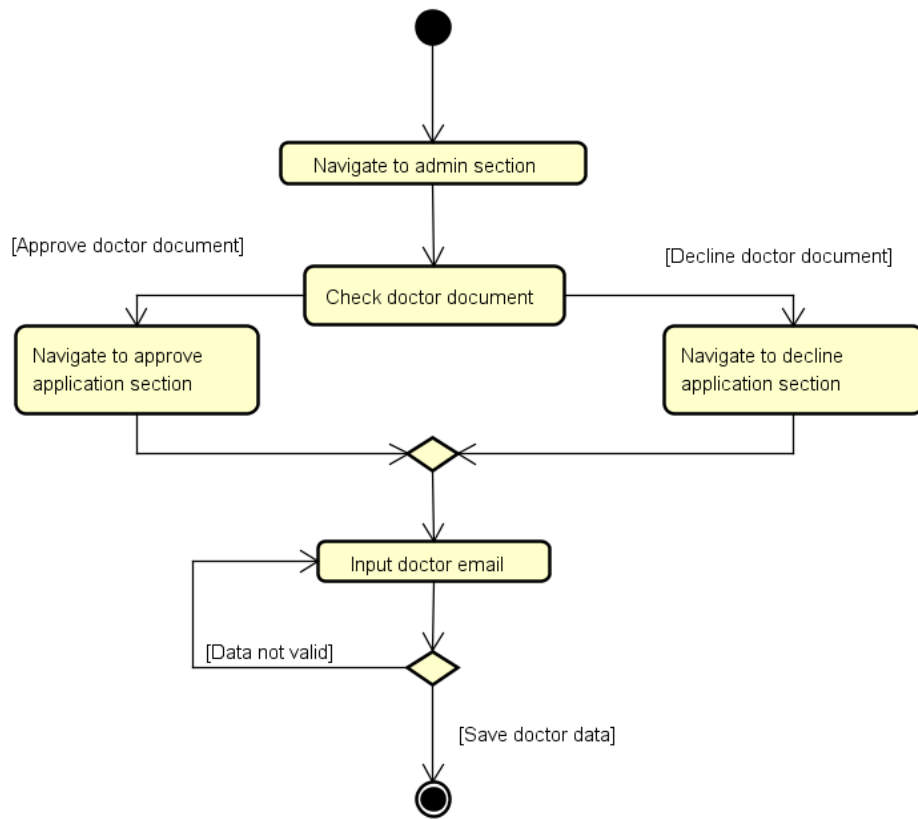 Navigate to admin section
[Approve doctor document]
[Decline doctor document]
Check doctor document
Navigate to approve
application section
Navigate to decline
application section
Input doctor email
[Data not valid]
[Save doctor data]